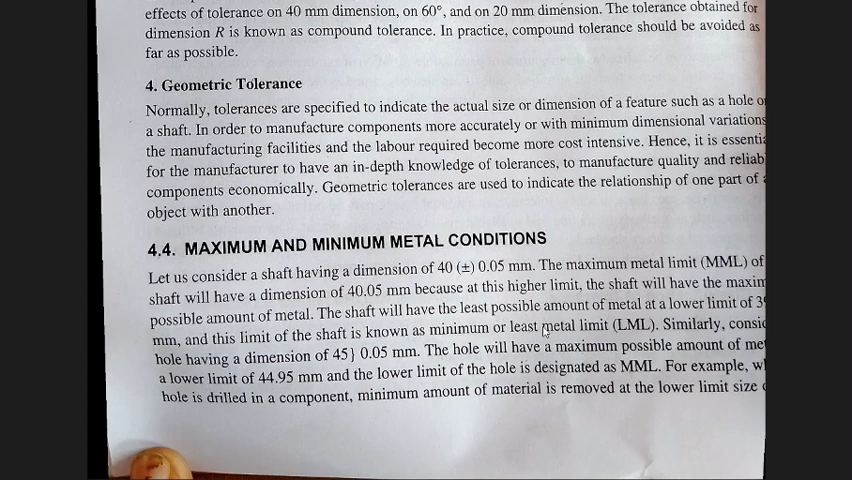 effects of tolerance on 40 mm dimension, on 60°, and on 20 mm dimension. The tolerance obtained for
dimension R is known as compound tolerance. In practice, compound tolerance should be avoided as
far as possible.
4. Geometric Tolerance
Normally, tolerances are specified to indicate the actual size or dimension of a feature such as a hole or
a shaft. In order to manufacture components more accurately or with minimum dimensional variations
the manufacturing facilities and the labour required become more cost intensive. Hence, it is essentia
for the manufacturer to have an in-depth knowledge of tolerances, to manufacture quality and reliab
components economically. Geometric tolerances are used to indicate the relationship of one part of a
object with another.
4.4. MAXIMUM AND MINIMUM METAL CONDITIONS
Let us consider a shaft having a dimension of 40 (±) 0.05 mm. The maximum metal limit (MML) of
shaft will have a dimension of 40.05 mm because at this higher limit, the shaft will have the maxim
possible amount of metal. The shaft will have the least possible amount of metal at a lower limit of 3
mm, and this limit of the shaft is known as minimum or least metal limit (LML). Similarly, consid
hole having a dimension of 45} 0.05 mm. The hole will have a maximum possible amount of me
a lower limit of 44.95 mm and the lower limit of the hole is designated as MML. For example, w
hole is drilled in a component, minimum amount of material is removed at the lower limit size